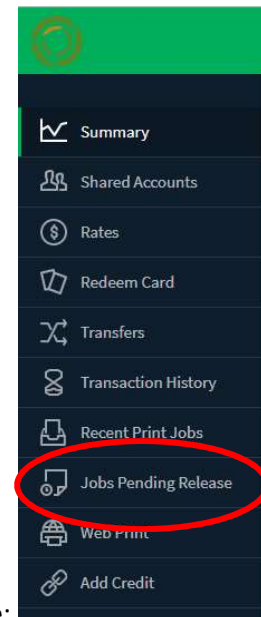 Summary
Shared Accounts
Rates
Redeem Card
Transfers
Transaction History
Recent Print Jobs
Jobs Pending Release
Web Print
Add Credit